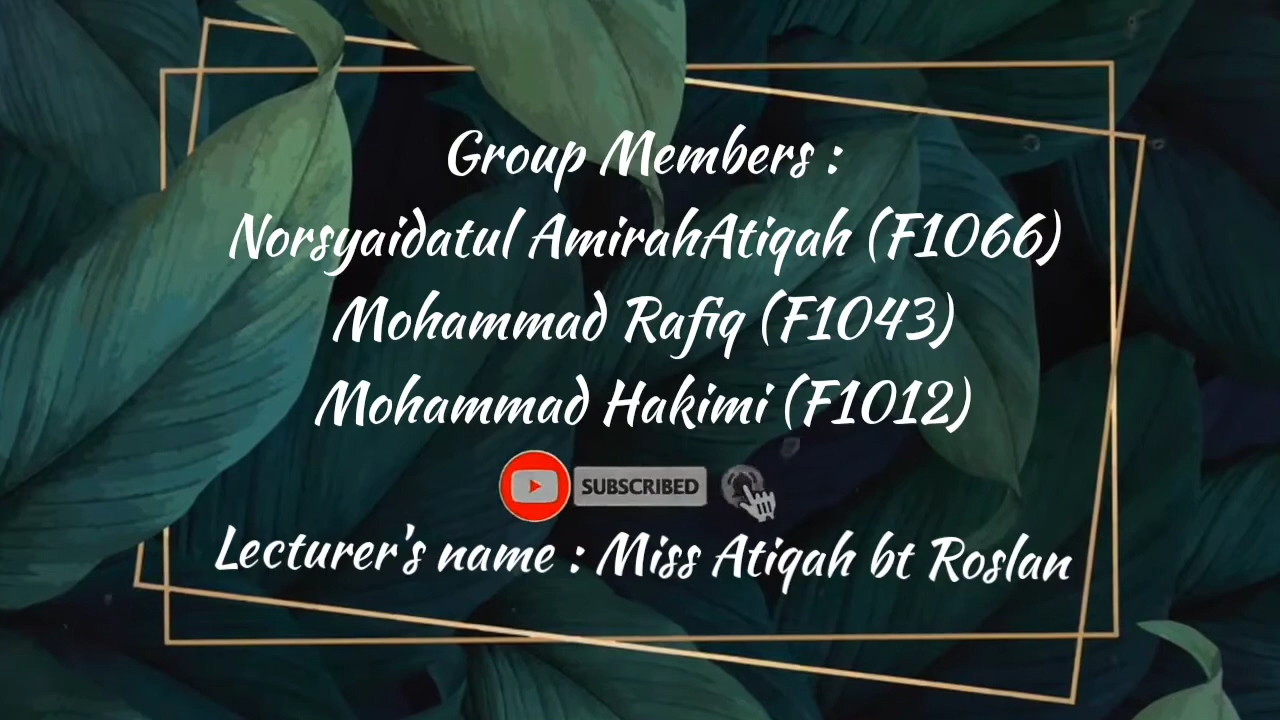 Group Members :
Norsyaidatul AmirahAtiqah (F1066)
Mohammad Rafiq (F1043)
Mohammad Hakimi (F1012)
SUBSCRIBED
Lecturer's name : Miss Atiqah bt Roslan